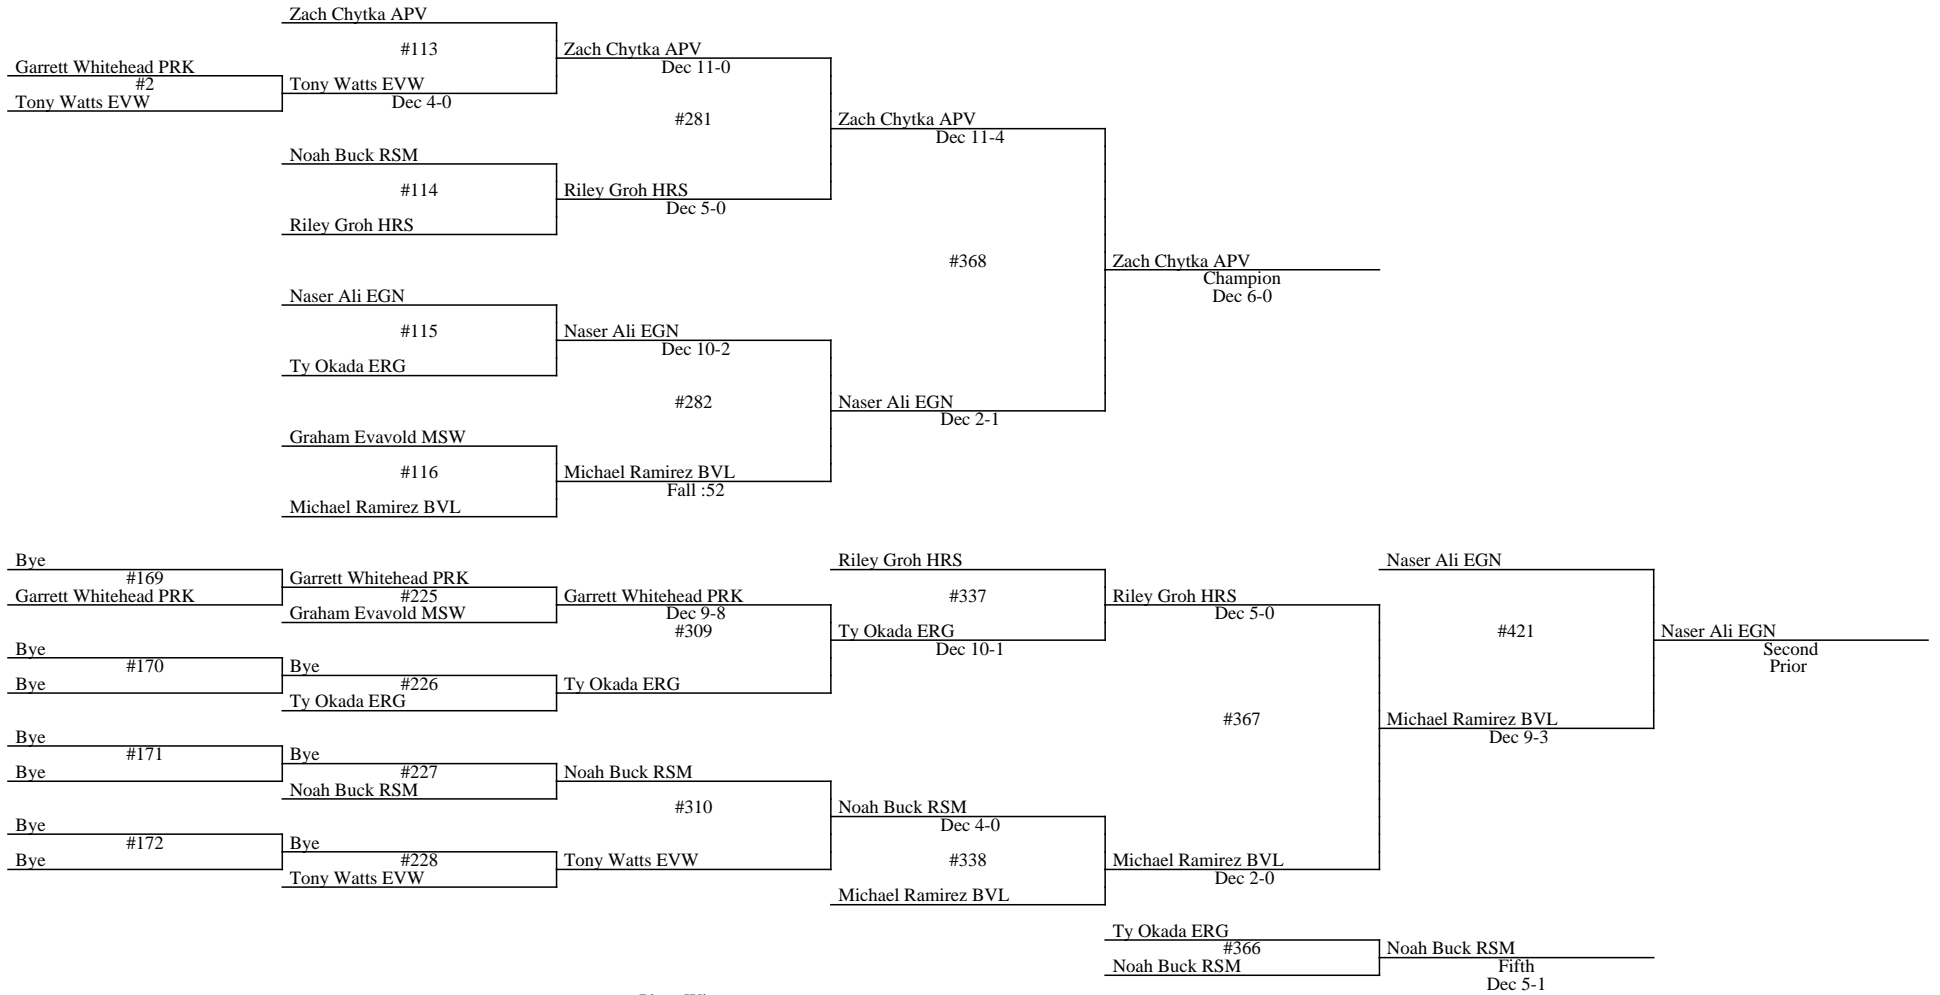 Zach Chytka APV
#113
Zach Chytka APV
Dec 11-0
Garrett Whitehead PRK
#2
Tony Watts EVW
Tony Watts EVW
Dec 4-0
#281
Zach Chytka APV
Dec 11-4
Noah Buck RSM
#114
Riley Groh HRS
Dec 5-0
Riley Groh HRS
#368
Zach Chytka APV
Champion
Dec 6-0
Naser Ali EGN
#115
Naser Ali EGN
Dec 10-2
Ty Okada ERG
#282
Naser Ali EGN
Dec 2-1
Graham Evavold MSW
#116
Michael Ramirez BVL
Fall :52
Michael Ramirez BVL
Bye
#169
Garrett Whitehead PRK
Garrett Whitehead PRK
#225
Graham Evavold MSW
Garrett Whitehead PRK
Dec 9-8
#309
Riley Groh HRS
#337
Ty Okada ERG
Dec 10-1
Riley Groh HRS
Dec 5-0
Naser Ali EGN
#421
Naser Ali EGN
Second
Prior
Bye
#170
Bye
Bye
#226
Ty Okada ERG
Ty Okada ERG
#367
Michael Ramirez BVL
Dec 9-3
Bye
#171
Bye
Bye
#227
Noah Buck RSM
Noah Buck RSM
#310
Noah Buck RSM
Dec 4-0
Bye
#172
Bye
Bye
#228
Tony Watts EVW
Tony Watts EVW
#338
Michael Ramirez BVL
Michael Ramirez BVL
Dec 2-0
Ty Okada ERG
#366
Noah Buck RSM
Noah Buck RSM
Fifth
Dec 5-1